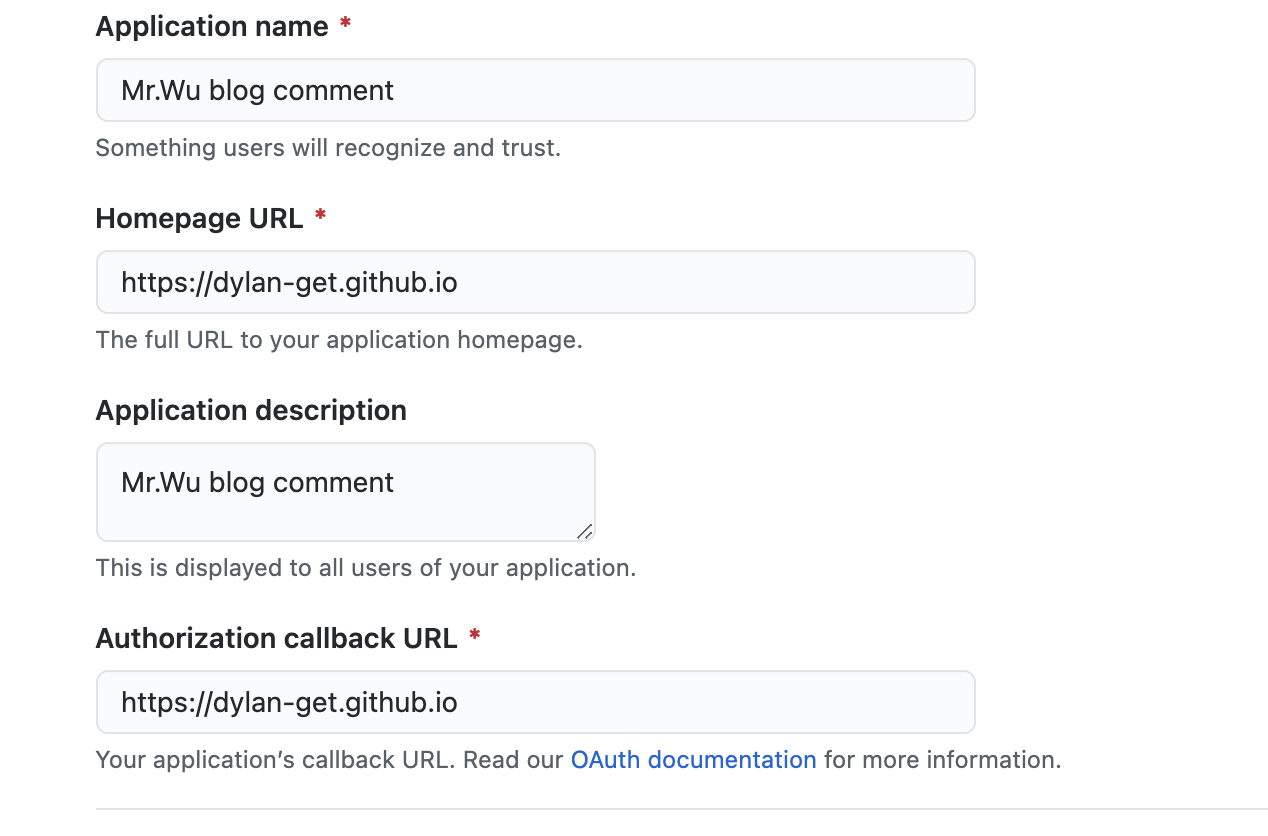 Application name *
Mr.Wu blog comment
Something users will recognize and trust.
Homepage URL *
https://dylan-get.github.io
The full URL to your application homepage.
Application description
Mr.Wu blog comment
This is displayed to all users of your application.
Authorization callback URL *
https://dylan-get.github.io
Your application’s callback URL. Read our OAuth documentation for more information.